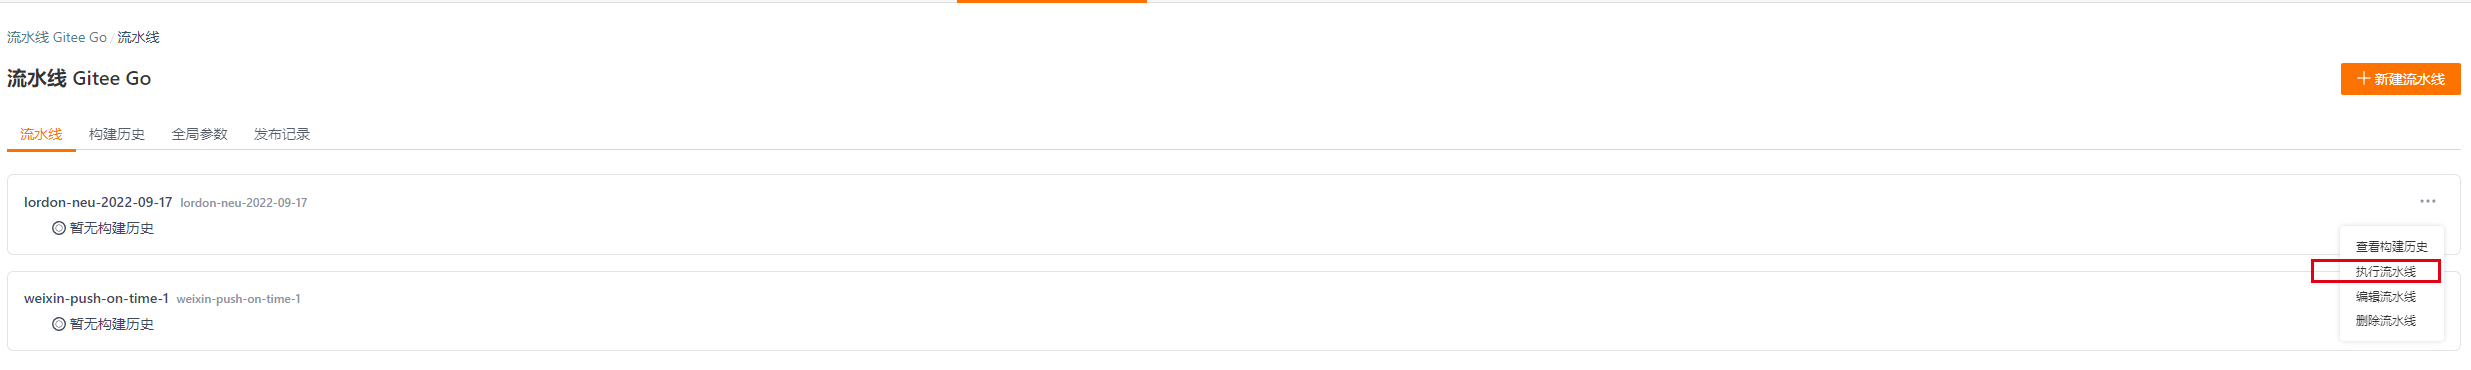 流水线 Gitee Go / 流水线
流水线 Gitee Go
+ 新建流水线
流水线 构建历史 全局参数 发布记录
lordon-neu-2022-09-17 lordon-neu-2022-09-17
暂无构建历史
查看构建历史
执行流水线
编辑流水线
删除流水线
weixin-push-on-time-1 weixin-push-on-time-1
暂无构建历史